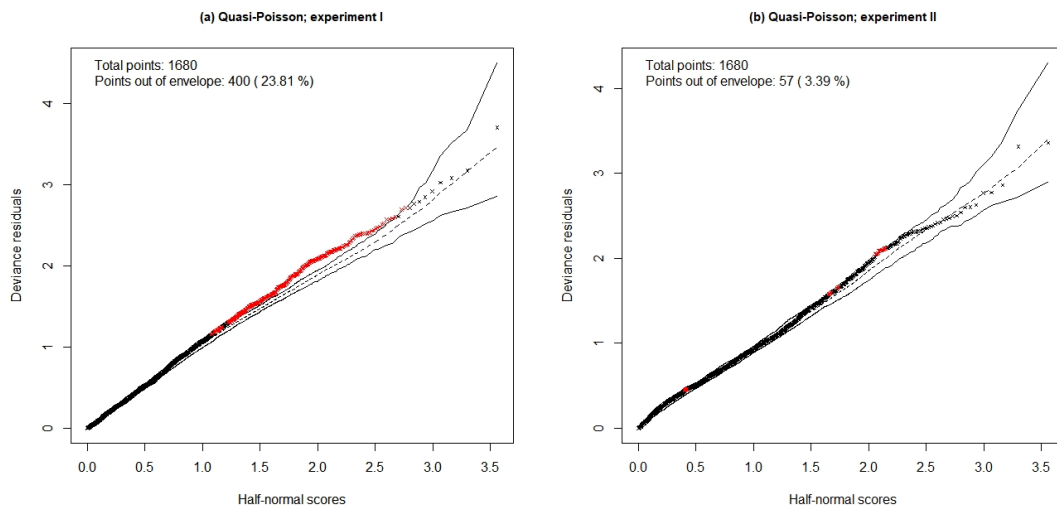 (a) Quasi-Poisson; experiment I
Total points: 1680
Points out of envelope: 400 ( 23.81 %)
Deviance residuals
4
3
2
1
0
0.0 0.5 1.0 1.5 2.0 2.5 3.0 3.5
Half-normal scores
(b) Quasi-Poisson; experiment II
Total points: 1680
Points out of envelope: 57 ( 3.39 %)
Deviance residuals
4
3
2
1
0
0.0 0.5 1.0 1.5 2.0 2.5 3.0 3.5
Half-normal scores